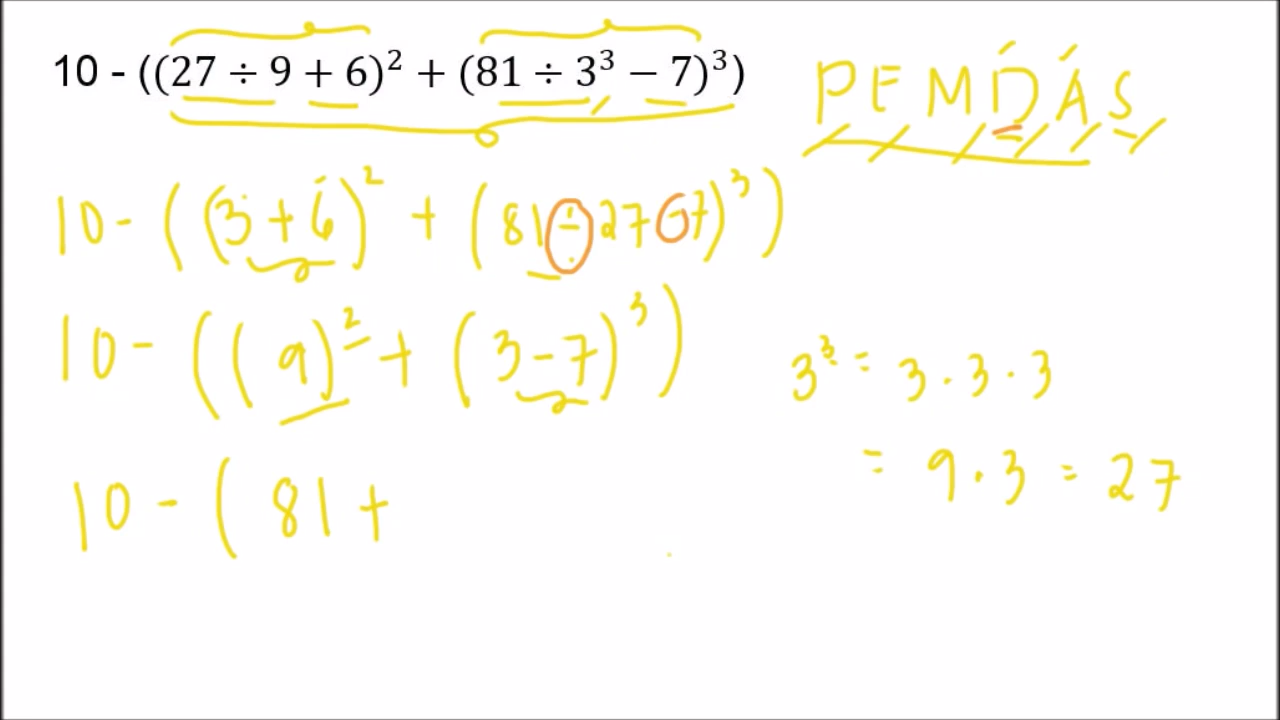 10 - ((27 ÷ 9 + 6)² + (81 ÷ 3³ − 7)³)
PEMDAS
10 - ((3 + 6)² + (81 ÷ 27 - 7)³)
10 - ((9)² + (3 - 7)³)
3³ = 3 · 3 · 3
= 9 · 3 = 27
10 - (81 +